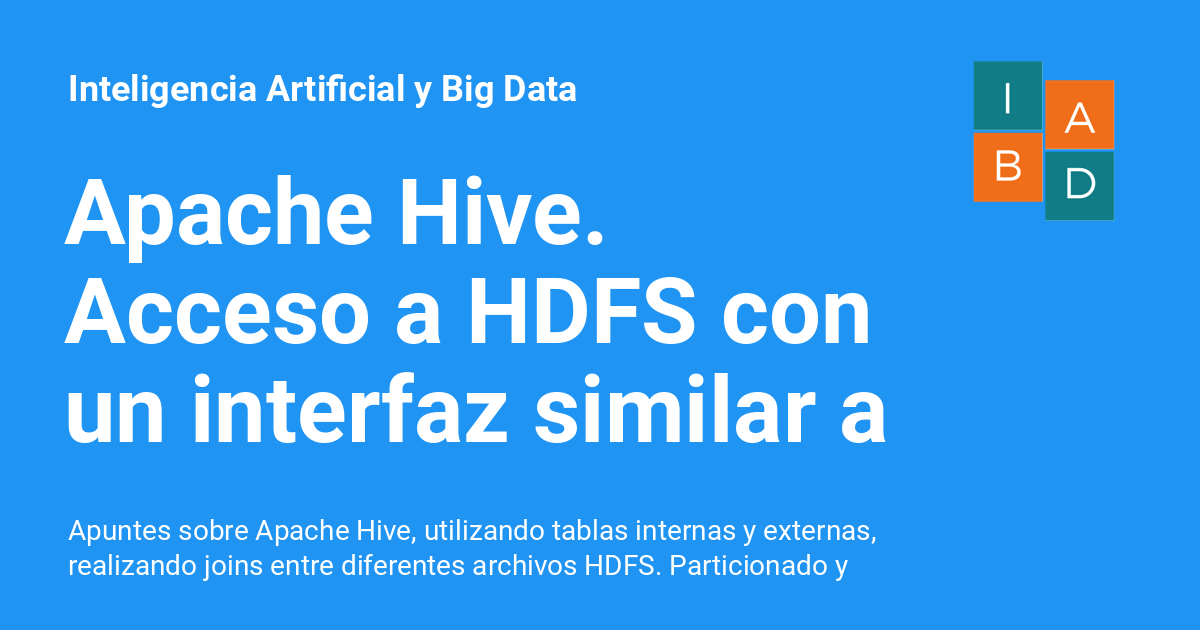 Inteligencia Artificial y Big Data
I
A
B
D
Apache Hive.
Acceso a HDFS con
un interfaz similar a
Apuntes sobre Apache Hive, utilizando tablas internas y externas,
realizando joins entre diferentes archivos HDFS. Particionado y